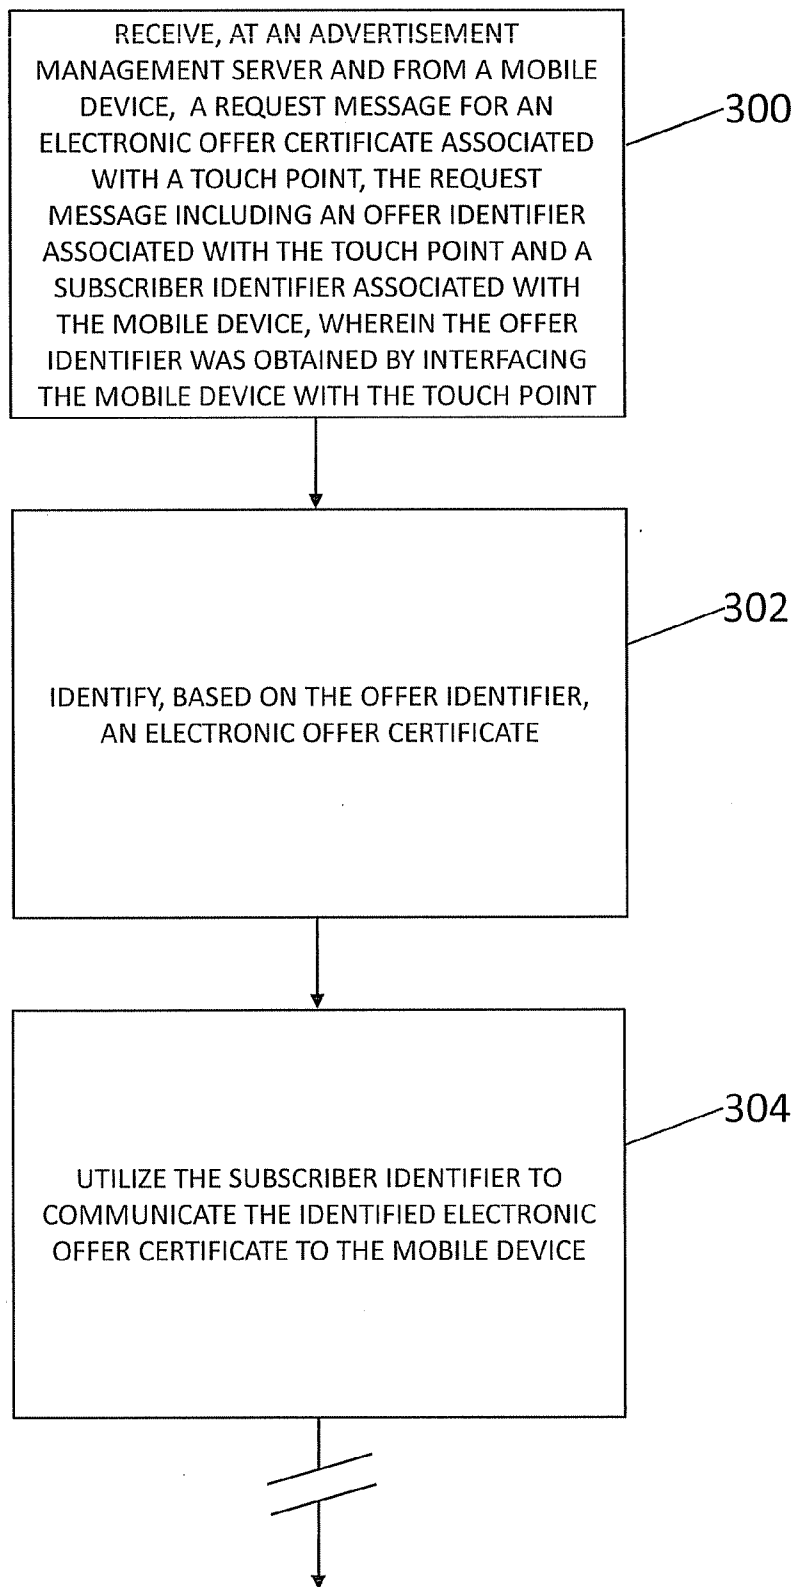 RECEIVE, AT AN ADVERTISEMENT
MANAGEMENT SERVER AND FROM A MOBILE
DEVICE, A REQUEST MESSAGE FOR AN
ELECTRONIC OFFER CERTIFICATE ASSOCIATED
WITH A TOUCH POINT, THE REQUEST
MESSAGE INCLUDING AN OFFER IDENTIFIER
ASSOCIATED WITH THE TOUCH POINT AND A
SUBSCRIBER IDENTIFIER ASSOCIATED WITH
THE MOBILE DEVICE, WHEREIN THE OFFER
IDENTIFIER WAS OBTAINED BY INTERFACING
THE MOBILE DEVICE WITH THE TOUCH POINT
300
302
IDENTIFY, BASED ON THE OFFER IDENTIFIER,
AN ELECTRONIC OFFER CERTIFICATE
304
UTILIZE THE SUBSCRIBER IDENTIFIER TO
COMMUNICATE THE IDENTIFIED ELECTRONIC
OFFER CERTIFICATE TO THE MOBILE DEVICE